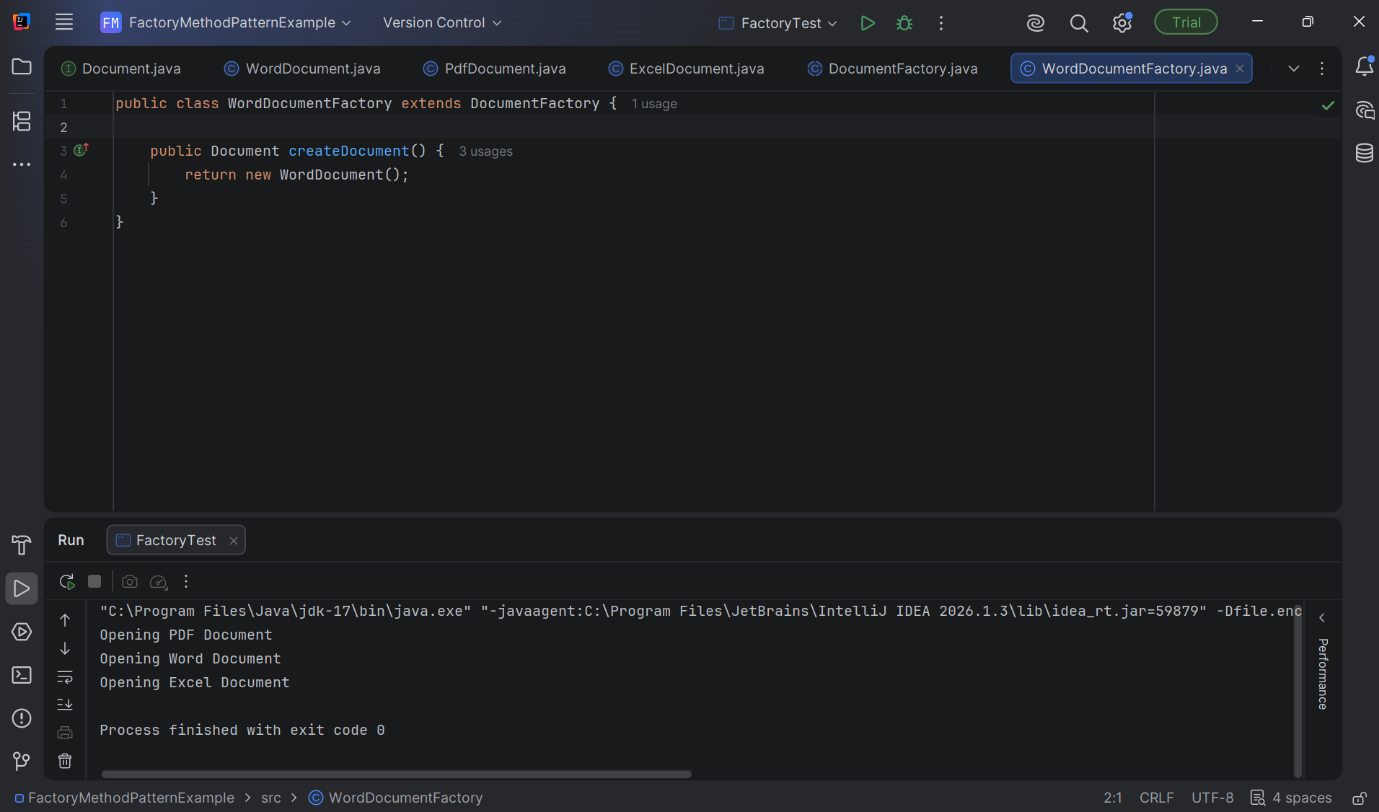 FM FactoryMethodPatternExample Version Control FactoryTest Trial
Document.java WordDocument.java PdfDocument.java ExcelDocument.java DocumentFactory.java WordDocumentFactory.java
1 public class WordDocumentFactory extends DocumentFactory { 1 usage
2
3 public Document createDocument() { 3 usages
4 return new WordDocument();
5 }
6 }
Run FactoryTest
"C:\Program Files\Java\jdk-17\bin\java.exe" "-javaagent:C:\Program Files\JetBrains\IntelliJ IDEA 2026.1.3\lib\idea_rt.jar=59879" -Dfile.enc
Opening PDF Document
Opening Word Document
Opening Excel Document
Process finished with exit code 0
Performance
FactoryMethodPatternExample > src > WordDocumentFactory 2:1 CRLF UTF-8 4 spaces